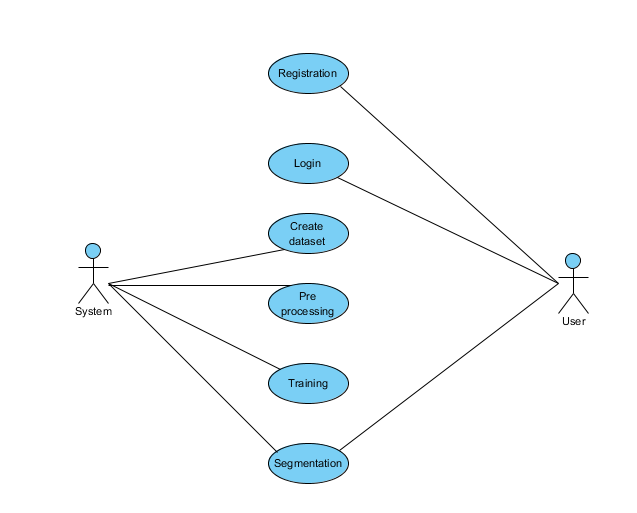 Registration
Login
Create
dataset
Pre
processing
Training
Segmentation
System
User